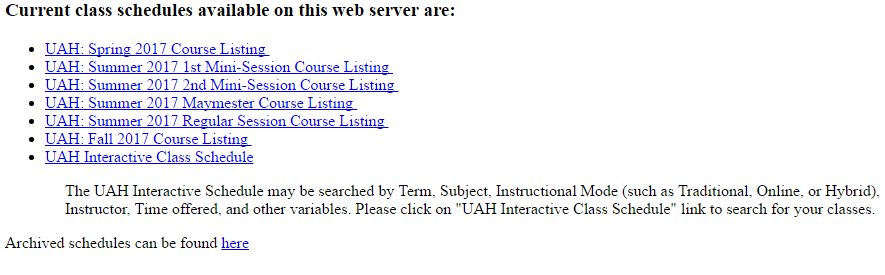 Current class schedules available on this web server are:
UAH: Spring 2017 Course Listing
UAH: Summer 2017 1st Mini-Session Course Listing
UAH: Summer 2017 2nd Mini-Session Course Listing
UAH: Summer 2017 Maymester Course Listing
UAH: Summer 2017 Regular Session Course Listing
UAH: Fall 2017 Course Listing
UAH Interactive Class Schedule
The UAH Interactive Schedule may be searched by Term, Subject, Instructional Mode (such as Traditional, Online, or Hybrid),
Instructor, Time offered, and other variables. Please click on "UAH Interactive Class Schedule" link to search for your classes.
Archived schedules can be found here